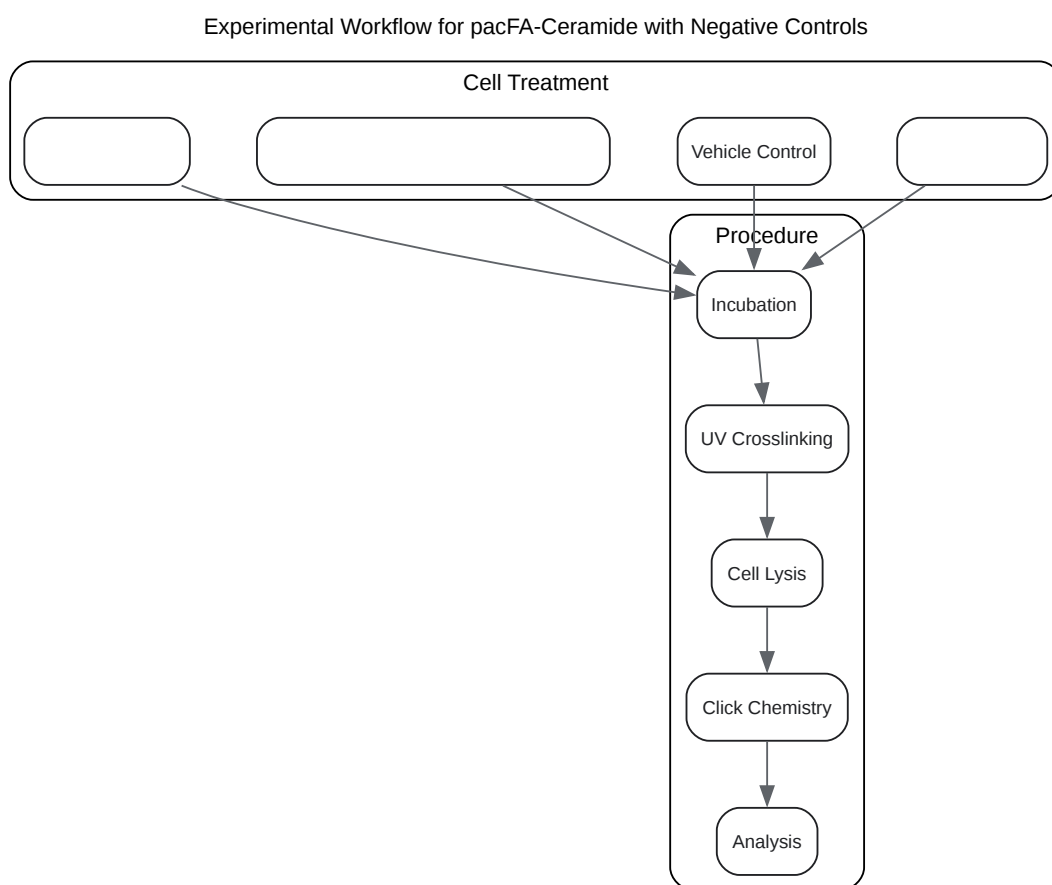 Experimental Workflow for pacFA-Ceramide with Negative Controls
Cell Treatment
Vehicle Control
Procedure
Incubation
UV Crosslinking
Cell Lysis
Click Chemistry
Analysis